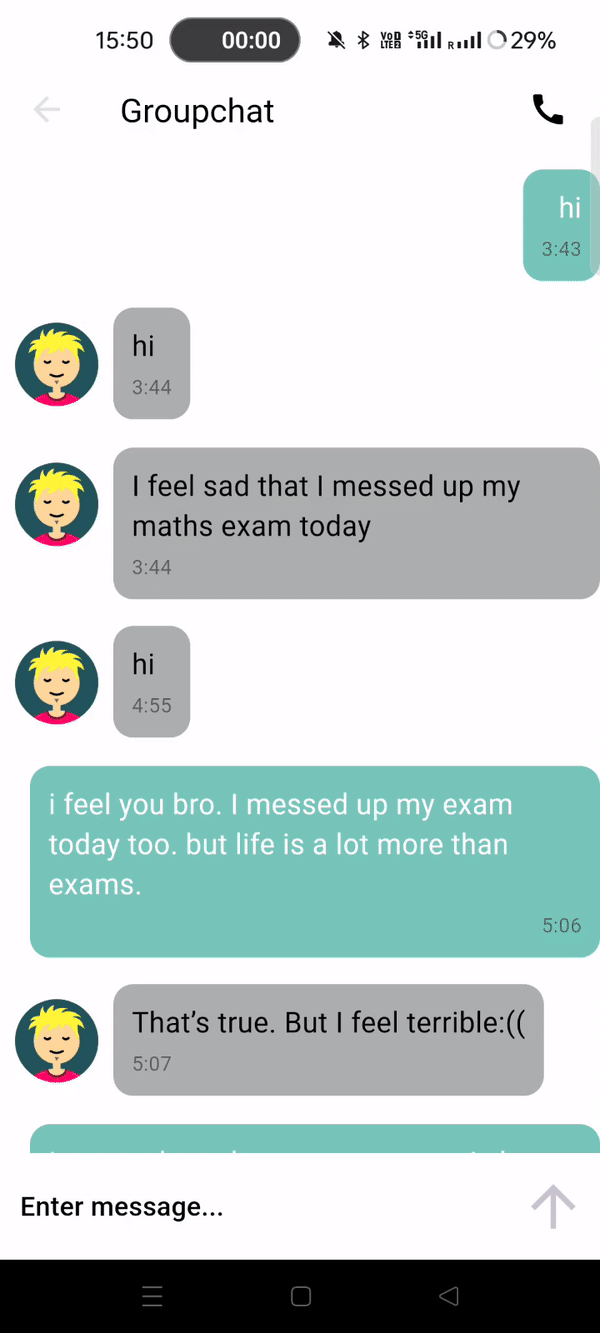 15:50 00:00 VoD LTE2 5G R 29%
Groupchat
hi
3:43
hi
3:44
I feel sad that I messed up my
maths exam today
3:44
hi
4:55
i feel you bro. I messed up my exam
today too. but life is a lot more than
exams.
5:06
That's true. But I feel terrible:((
5:07
Enter message...